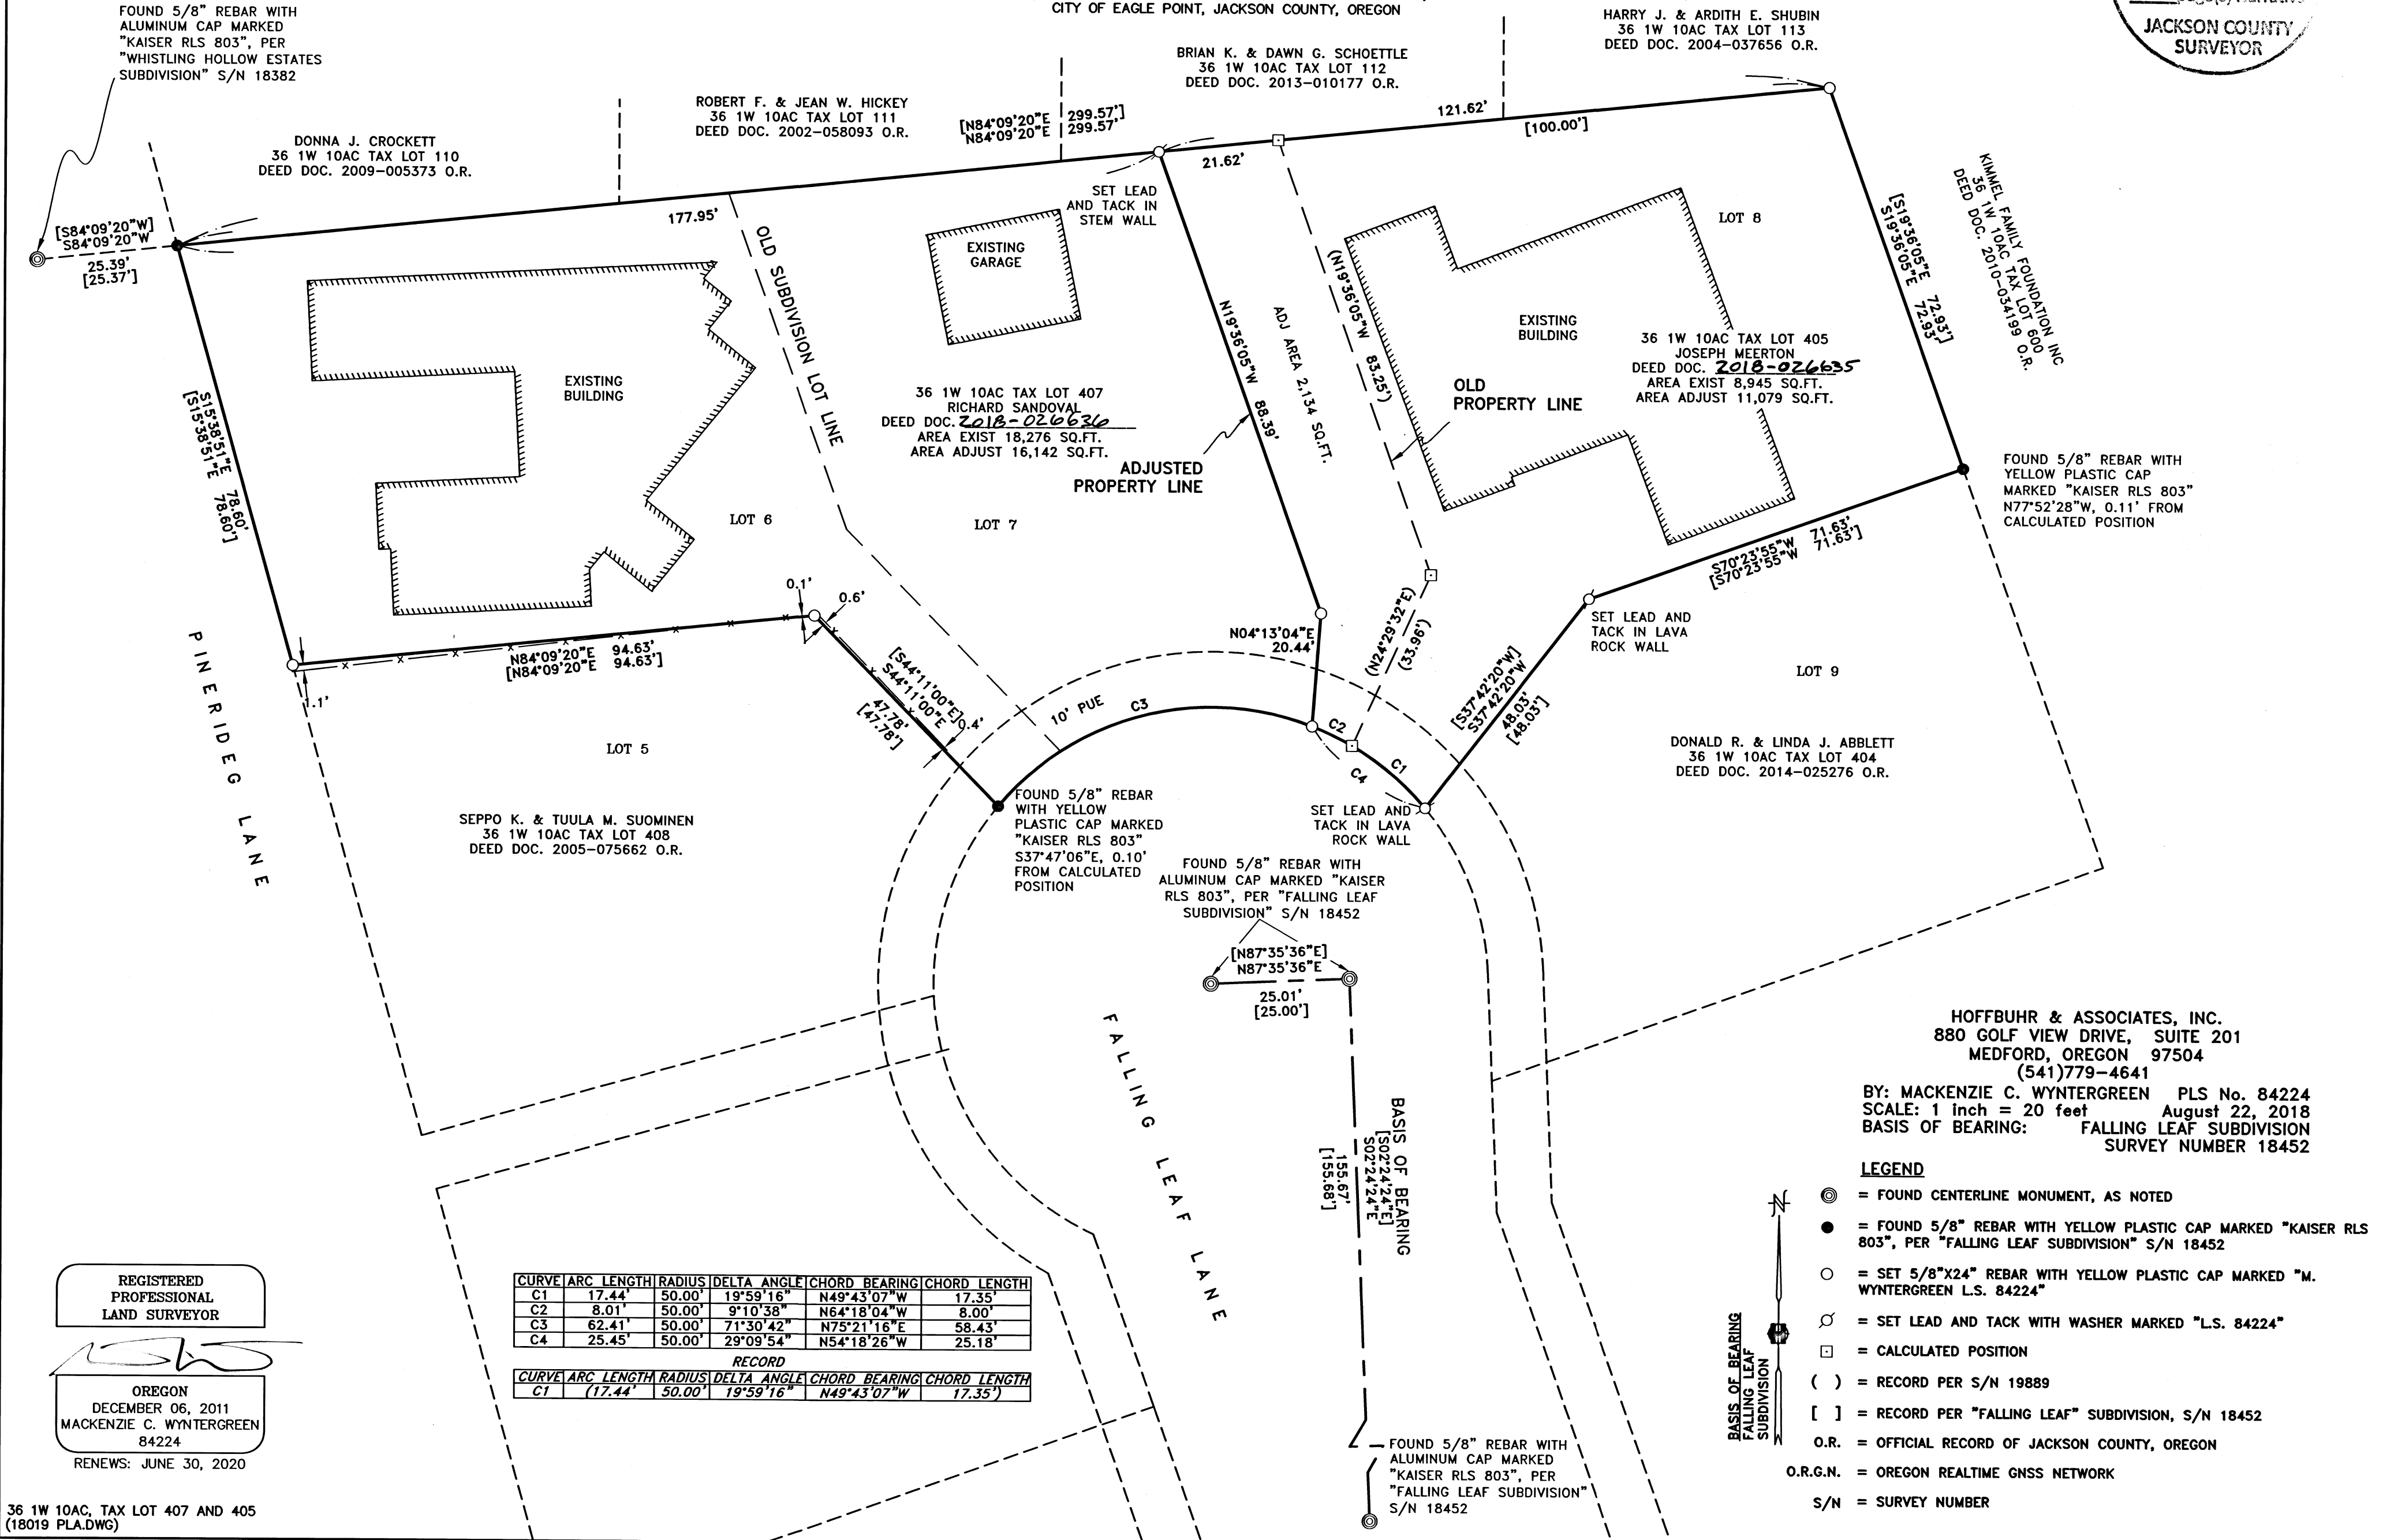 CITY OF EAGLE POINT, JACKSON COUNTY, OREGON
JACKSON COUNTY
SURVEYOR
FOUND 5/8" REBAR WITH
ALUMINUM CAP MARKED
"KAISER RLS 803", PER
"WHISTLING HOLLOW ESTATES
SUBDIVISION" S/N 18382
DONNA J. CROCKETT
36 1W 10AC TAX LOT 110
DEED DOC. 2009-005373 O.R.
ROBERT F. & JEAN W. HICKEY
36 1W 10AC TAX LOT 111
DEED DOC. 2002-058093 O.R.
BRIAN K. & DAWN G. SCHOETTLE
36 1W 10AC TAX LOT 112
DEED DOC. 2013-010177 O.R.
HARRY J. & ARDITH E. SHUBIN
36 1W 10AC TAX LOT 113
DEED DOC. 2004-037656 O.R.
[N84°09'20"E 299.57']
N84°09'20"E 299.57'
121.62'
[100.00']
21.62'
177.95'
[S84°09'20"W]
S84°09'20"W
25.39'
[25.37']
SET LEAD
AND TACK IN
STEM WALL
EXISTING
GARAGE
OLD SUBDIVISION LOT LINE
LOT 8
[S19°36'05"E 72.93']
S19°36'05"E 72.93'
KIMMEL FAMILY FOUNDATION INC
36 1W 10AC TAX LOT 600
DEED DOC. 2010-034199 O.R.
N19°36'05"W 88.39'
ADJ AREA 2,134 SQ.FT.
(N19°36'05"W 83.25')
EXISTING
BUILDING
36 1W 10AC TAX LOT 405
JOSEPH MEERTON
DEED DOC. 2018-026635
AREA EXIST 8,945 SQ.FT.
AREA ADJUST 11,079 SQ.FT.
OLD
PROPERTY LINE
EXISTING
BUILDING
36 1W 10AC TAX LOT 407
RICHARD SANDOVAL
DEED DOC. 2018-026636
AREA EXIST 18,276 SQ.FT.
AREA ADJUST 16,142 SQ.FT.
ADJUSTED
PROPERTY LINE
S15°38'51"E 78.60'
[S15°38'51"E 78.60']
FOUND 5/8" REBAR WITH
YELLOW PLASTIC CAP
MARKED "KAISER RLS 803"
N77°52'28"W, 0.11' FROM
CALCULATED POSITION
LOT 6
LOT 7
S70°23'55"W 71.63'
[S70°23'55"W 71.63']
0.1'
0.6'
N84°09'20"E 94.63'
[N84°09'20"E 94.63']
1.1'
[S44°11'00"E]
S44°11'00"E
47.78'
[47.78']
0.4'
N04°13'04"E
20.44'
(N24°29'32"E)
(33.96')
SET LEAD AND
TACK IN LAVA
ROCK WALL
LOT 9
[S37°42'20"W]
S37°42'20"W
48.03'
[48.03']
10' PUE
C3
C2
C1
C4
PINERIDEG LANE
LOT 5
DONALD R. & LINDA J. ABBLETT
36 1W 10AC TAX LOT 404
DEED DOC. 2014-025276 O.R.
SEPPO K. & TUULA M. SUOMINEN
36 1W 10AC TAX LOT 408
DEED DOC. 2005-075662 O.R.
FOUND 5/8" REBAR
WITH YELLOW
PLASTIC CAP MARKED
"KAISER RLS 803"
S37°47'06"E, 0.10'
FROM CALCULATED
POSITION
SET LEAD AND
TACK IN LAVA
ROCK WALL
FOUND 5/8" REBAR WITH
ALUMINUM CAP MARKED "KAISER
RLS 803", PER "FALLING LEAF
SUBDIVISION" S/N 18452
[N87°35'36"E]
N87°35'36"E
25.01'
[25.00']
FALLING LEAF LANE
BASIS OF BEARING
[S02°24'24"E]
S02°24'24"E
155.67'
[155.68']
HOFFBUHR & ASSOCIATES, INC.
880 GOLF VIEW DRIVE, SUITE 201
MEDFORD, OREGON 97504
(541)779-4641
BY: MACKENZIE C. WYNTERGREEN PLS No. 84224
SCALE: 1 inch = 20 feet August 22, 2018
BASIS OF BEARING: FALLING LEAF SUBDIVISION
SURVEY NUMBER 18452
LEGEND
= FOUND CENTERLINE MONUMENT, AS NOTED
= FOUND 5/8" REBAR WITH YELLOW PLASTIC CAP MARKED "KAISER RLS
803", PER "FALLING LEAF SUBDIVISION" S/N 18452
= SET 5/8"X24" REBAR WITH YELLOW PLASTIC CAP MARKED "M.
WYNTERGREEN L.S. 84224"
= SET LEAD AND TACK WITH WASHER MARKED "L.S. 84224"
= CALCULATED POSITION
( ) = RECORD PER S/N 19889
[ ] = RECORD PER "FALLING LEAF" SUBDIVISION, S/N 18452
O.R. = OFFICIAL RECORD OF JACKSON COUNTY, OREGON
O.R.G.N. = OREGON REALTIME GNSS NETWORK
S/N = SURVEY NUMBER
N
BASIS OF BEARING
FALLING LEAF
SUBDIVISION
CURVE ARC LENGTH RADIUS DELTA ANGLE CHORD BEARING CHORD LENGTH
C1 17.44' 50.00' 19°59'16" N49°43'07"W 17.35'
C2 8.01' 50.00' 9°10'38" N64°18'04"W 8.00'
C3 62.41' 50.00' 71°30'42" N75°21'16"E 58.43'
C4 25.45' 50.00' 29°09'54" N54°18'26"W 25.18'
RECORD
CURVE ARC LENGTH RADIUS DELTA ANGLE CHORD BEARING CHORD LENGTH
C1 (17.44' 50.00' 19°59'16" N49°43'07"W 17.35')
FOUND 5/8" REBAR WITH
ALUMINUM CAP MARKED
"KAISER RLS 803", PER
"FALLING LEAF SUBDIVISION"
S/N 18452
REGISTERED
PROFESSIONAL
LAND SURVEYOR
OREGON
DECEMBER 06, 2011
MACKENZIE C. WYNTERGREEN
84224
RENEWS: JUNE 30, 2020
36 1W 10AC, TAX LOT 407 AND 405
(18019 PLA.DWG)